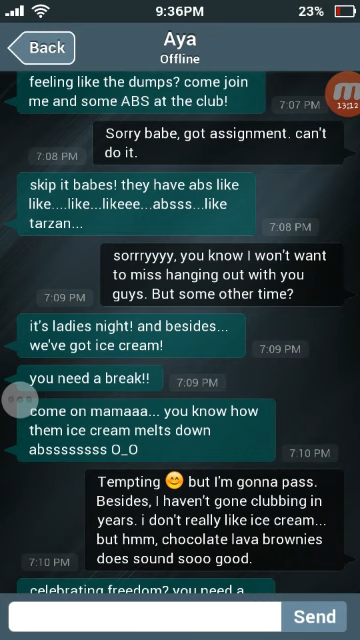 9:36PM
23%
Back
Aya
Offline
feeling like the dumps? come join
me and some ABS at the club!
7:07 PM
13:12
Sorry babe, got assignment. can't
do it.
7:08 PM
skip it babes! they have abs like
like....like...likeee...absss...like
tarzan...
7:08 PM
sorrryyyy, you know I won't want
to miss hanging out with you
guys. But some other time?
7:09 PM
it's ladies night! and besides...
we've got ice cream!
7:09 PM
you need a break!!
7:09 PM
come on mamaaa... you know how
them ice cream melts down
absssssssss O_O
7:10 PM
Tempting 😊 but I'm gonna pass.
Besides, I haven't gone clubbing in
years. i don't really like ice cream...
but hmm, chocolate lava brownies
does sound sooo good.
7:10 PM
celebrating freedom? you need a
Send